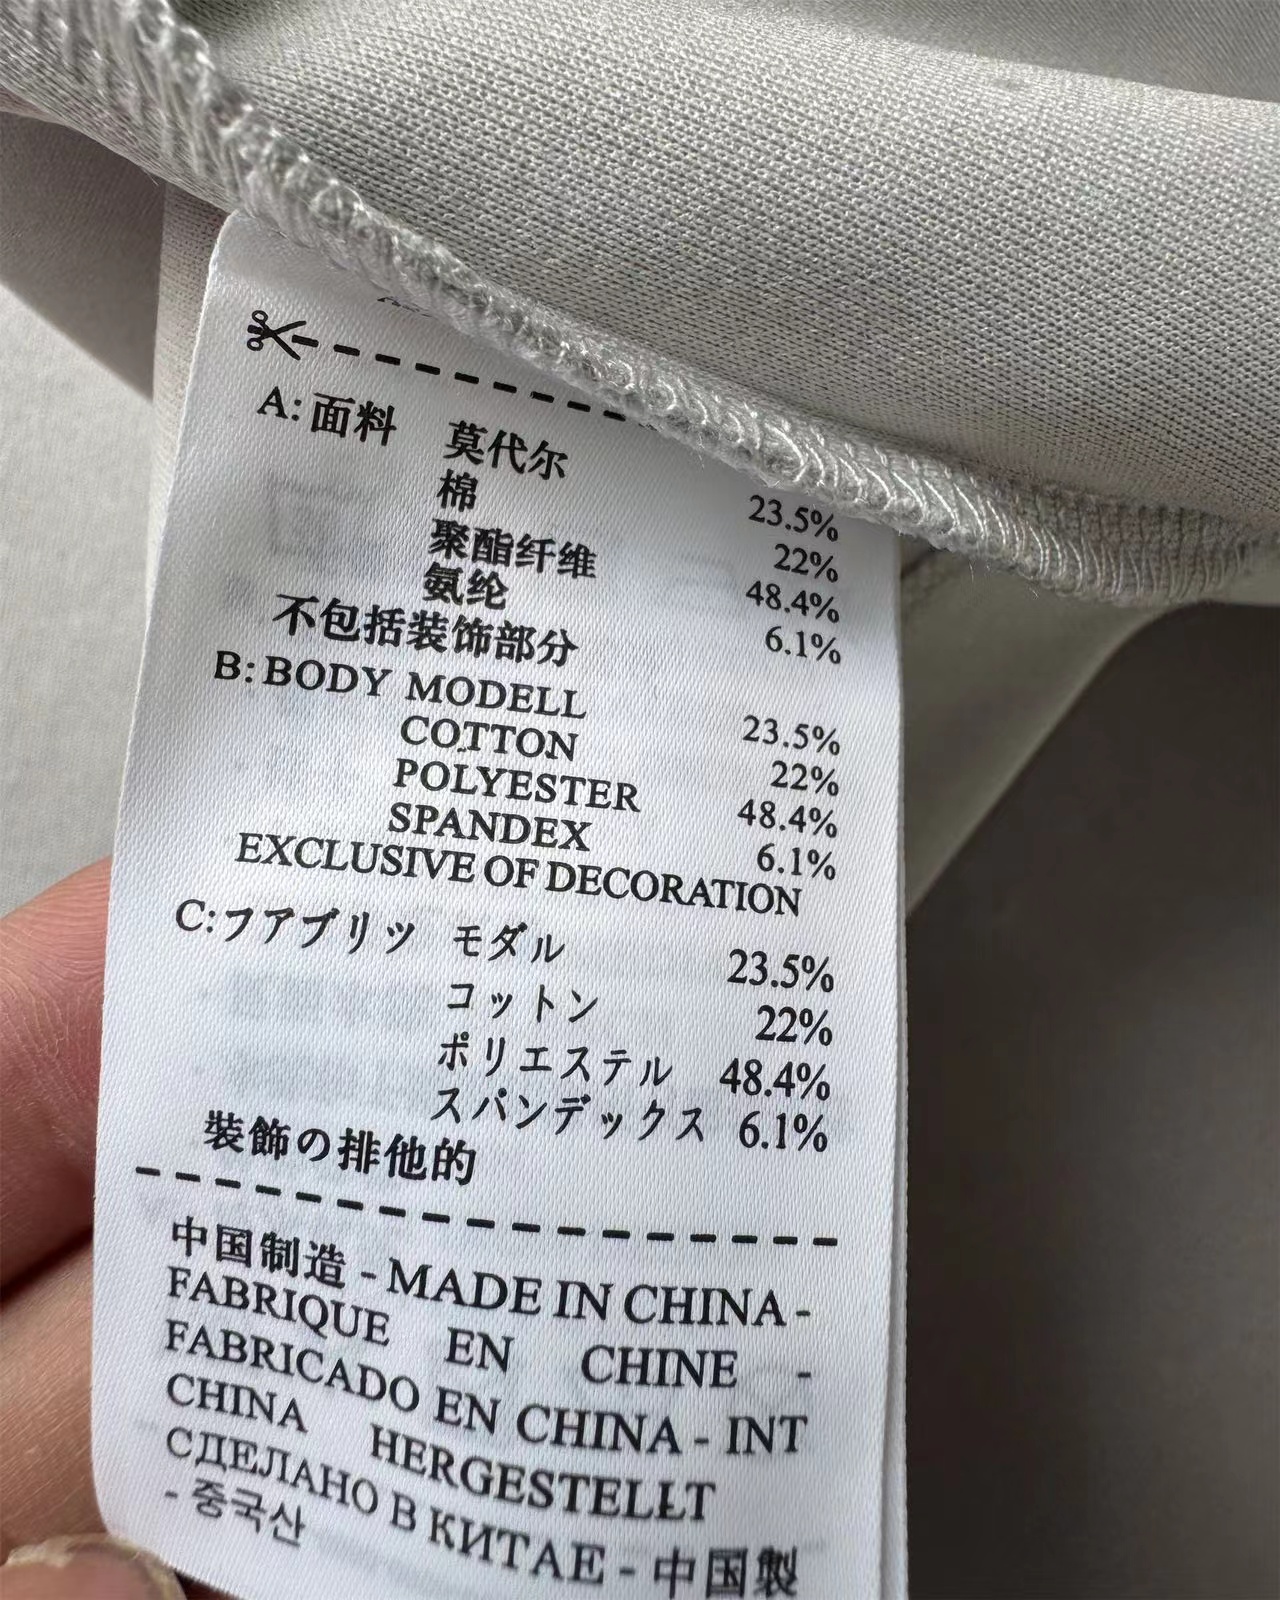 A:面料 莫代尔 23.5%
棉 22%
聚酯纤维 48.4%
氨纶 6.1%
不包括装饰部分
B:BODY MODELL 23.5%
COTTON 22%
POLYESTER 48.4%
SPANDEX 6.1%
EXCLUSIVE OF DECORATION
C:フアブリツ モダル 23.5%
コットン 22%
ポリエステル 48.4%
スパンデックス 6.1%
装飾の排他的
中国制造-MADE IN CHINA-
FABRIQUE EN CHINE -
FABRICADO EN CHINA - INT
CHINA HERGESTELLT
СДЕЛАНО В КИТАЕ - 中国製
- 중국산